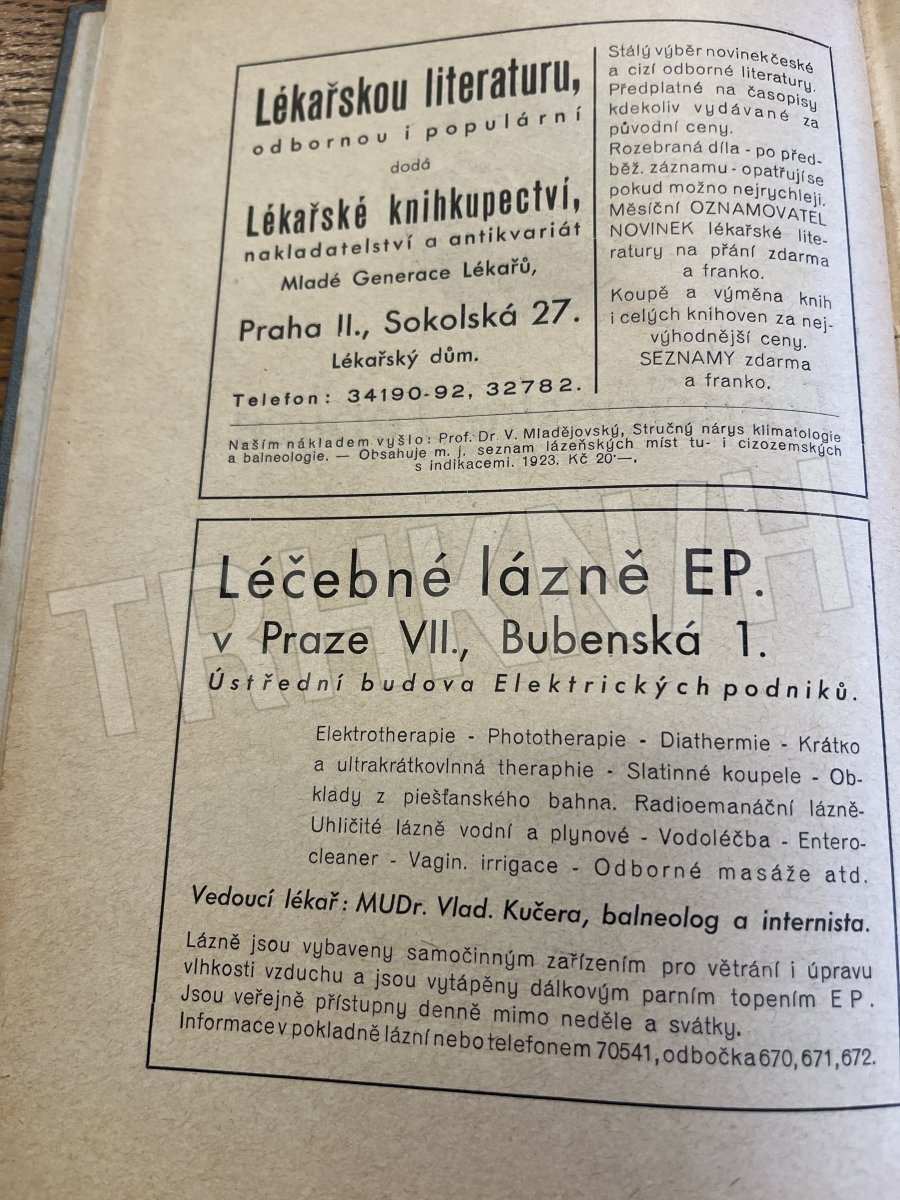 Lékařskou literaturu,
odbornou i populární
dodá
Lékařské knihkupectví,
nakladatelství a antikvariát
Mladé Generace Lékařů,
Praha II., Sokolská 27.
Lékařský dům.
Telefon: 34190-92, 32782.
Stálý výběr novinek české
a cizí odborné literatury.
Předplatné na časopisy
kdekoliv vydávané za
původní ceny.
Rozebraná díla - po před-
běž. záznamu - opatřují se
pokud možno nejrychleji.
Měsíční OZNAMOVATEL
NOVINEK lékařské lite-
ratury na přání zdarma
a franko.
Koupě a výměna knih
i celých knihoven za nej-
výhodnější ceny.
SEZNAMY zdarma
a franko.
Naším nákladem vyšlo: Prof. Dr. V. Mladějovský, Stručný nárys klimatologie
a balneologie. — Obsahuje m. j. seznam lázeňských míst tu- i cizozemských
s indikacemi. 1923. Kč 20·—.
TRHKNIH
Léčebné lázně EP.
v Praze VII., Bubenská 1.
Ústřední budova Elektrických podniků.
Elektrotherapie - Phototherapie - Diathermie - Krátko
a ultrakrátkovlnná theraphie - Slatinné koupele - Ob-
klady z piešťanského bahna. Radioemanáční lázně-
Uhličité lázně vodní a plynové - Vodoléčba - Entero-
cleaner - Vagin. irrigace - Odborné masáže atd.
Vedoucí lékař: MUDr. Vlad. Kučera, balneolog a internista.
Lázně jsou vybaveny samočinným zařízením pro větrání i úpravu
vlhkosti vzduchu a jsou vytápěny dálkovým parním topením EP.
Jsou veřejně přístupny denně mimo neděle a svátky.
Informace v pokladně lázní nebo telefonem 70541, odbočka 670, 671, 672.